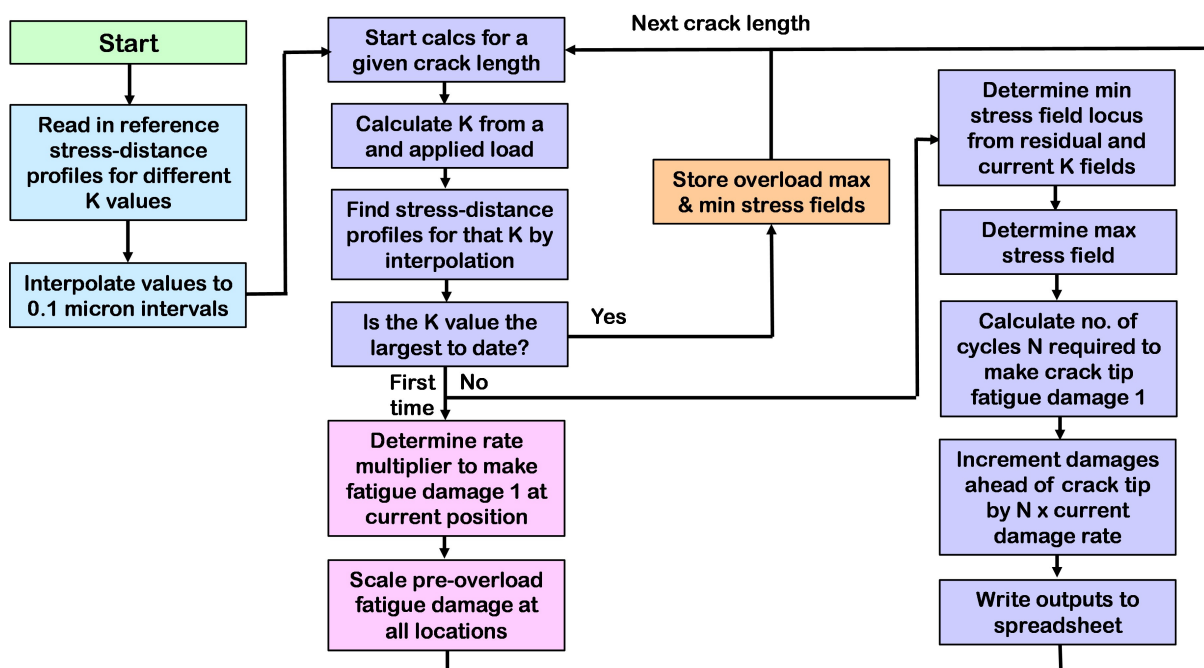 Start
Read in reference
stress-distance
profiles for different
K values
Interpolate values to
0.1 micron intervals
Start calcs for a
given crack length
Calculate K from a
and applied load
Find stress-distance
profiles for that K by
interpolation
Is the K value the
largest to date?
First
time
No
Yes
Determine rate
multiplier to make
fatigue damage 1 at
current position
Scale pre-overload
fatigue damage at
all locations
Next crack length
Store overload max
& min stress fields
Determine min
stress field locus
from residual and
current K fields
Determine max
stress field
Calculate no. of
cycles N required to
make crack tip
fatigue damage 1
Increment damages
ahead of crack tip
by N x current
damage rate
Write outputs to
spreadsheet